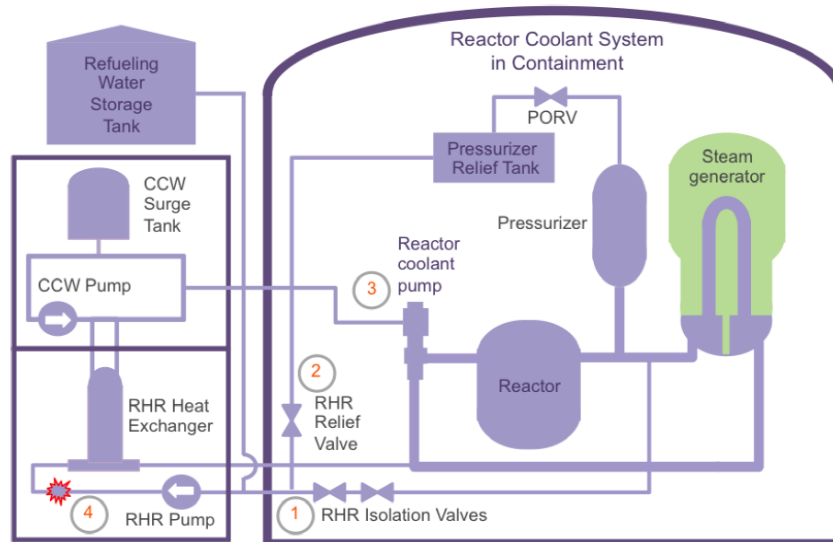 Reactor Coolant System
in Containment
Refueling
Water
Storage
Tank
PORV
Pressurizer
Relief Tank
Steam
generator
CCW
Surge
Tank
Pressurizer
Reactor
coolant
pump
CCW Pump
3
2
Reactor
RHR Heat
Exchanger
RHR
Relief
Valve
4
RHR Pump
1
RHR Isolation Valves